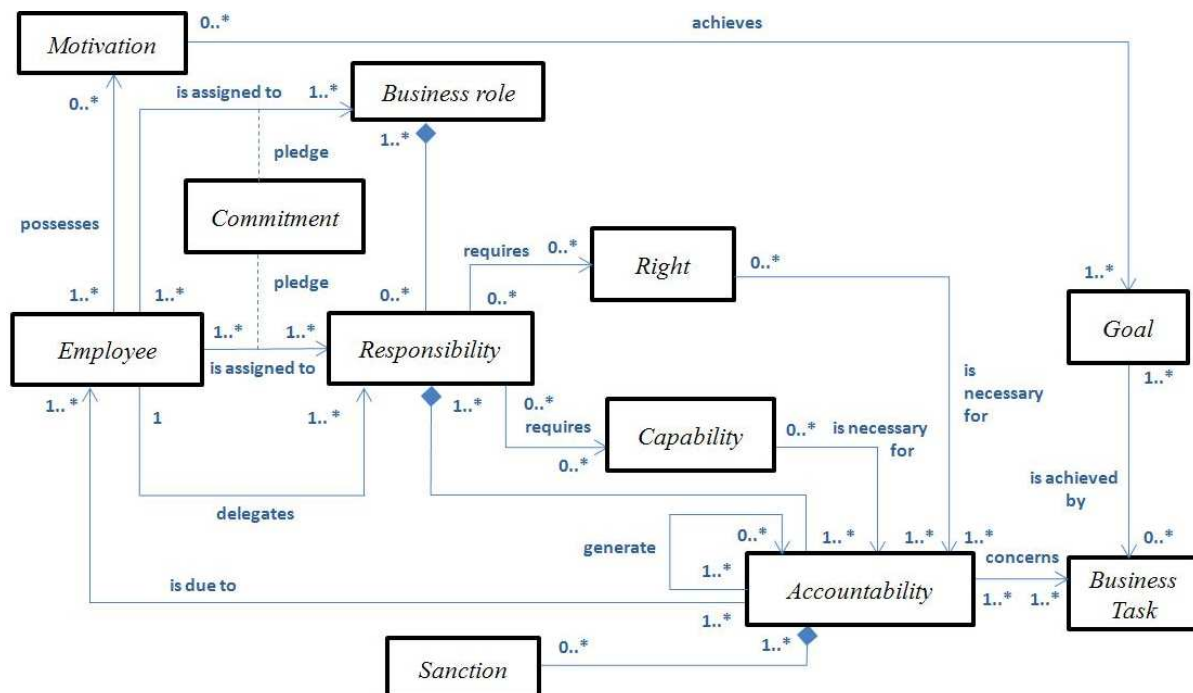 0..*
achieves
Motivation
is assigned to
1..*
Business role
0..*
1..*
pledge
Commitment
possesses
requires
0..*
Right
0..*
pledge
1..*
1..*
0..*
0..*
1..*
Employee
1..*
1..*
Responsibility
Goal
is assigned to
1..*
1
1..*
1..*
0..*
requires
Capability
0..*
is necessary
for
is
necessary
for
1..*
0..*
delegates
is achieved
by
generate
0..*
1..*
1..*
1..*
0..*
concerns
is due to
1..*
Accountability
1..*
1..*
Business
Task
1..*
0..*
1..*
Sanction